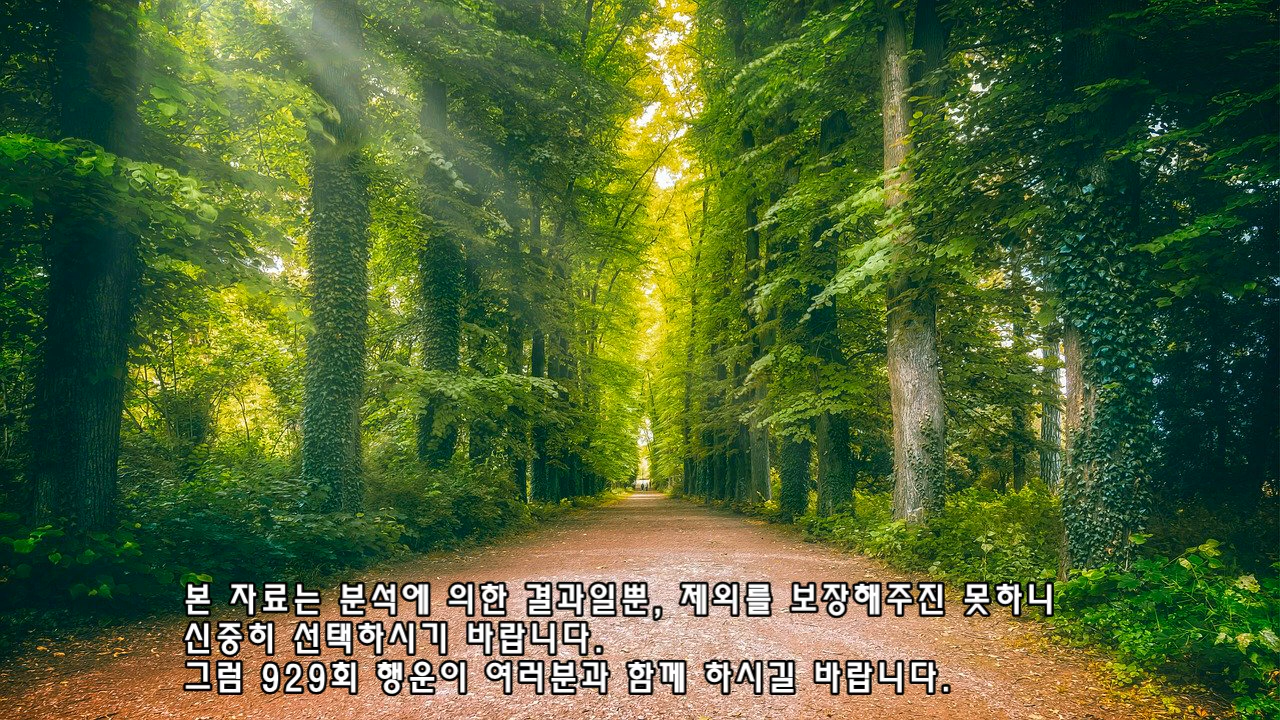 본 자료는 분석에 의한 결과일뿐, 제외를 보장해주진 못하니
신중히 선택하시기 바랍니다.
그럼 929회 행운이 여러분과 함께 하시길 바랍니다.